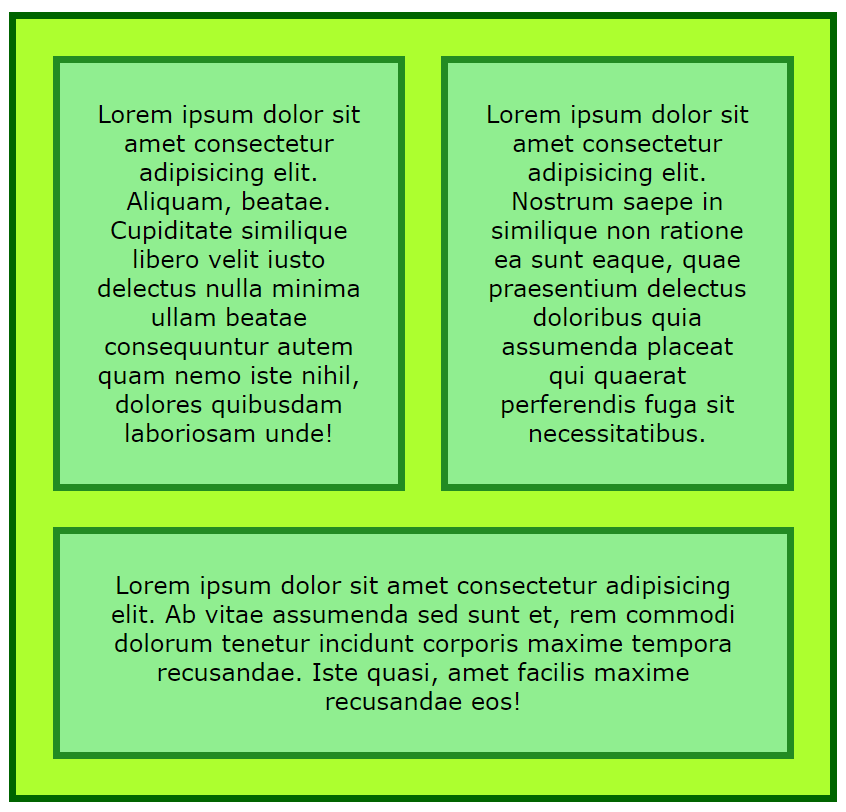 Lorem ipsum dolor sit
amet consectetur
adipisicing elit.
Aliquam, beatae.
Cupiditate similique
libero velit iusto
delectus nulla minima
ullam beatae
consequuntur autem
quam nemo iste nihil,
dolores quibusdam
laboriosam unde!
Lorem ipsum dolor sit
amet consectetur
adipisicing elit.
Nostrum saepe in
similique non ratione
ea sunt eaque, quae
praesentium delectus
doloribus quia
assumenda placeat
qui quaerat
perferendis fuga sit
necessitatibus.
Lorem ipsum dolor sit amet consectetur adipisicing
elit. Ab vitae assumenda sed sunt et, rem commodi
dolorum tenetur incidunt corporis maxime tempora
recusandae. Iste quasi, amet facilis maxime
recusandae eos!